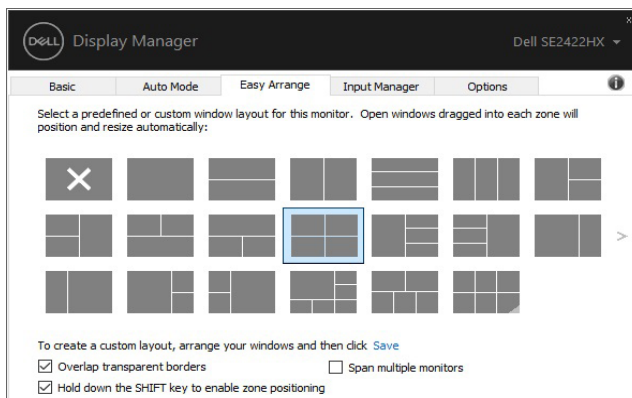 DELL Display Manager Dell SE2422HX
Basic Auto Mode Easy Arrange Input Manager Options
Select a predefined or custom window layout for this monitor. Open windows dragged into each zone will
position and resize automatically:
To create a custom layout, arrange your windows and then click Save
Overlap transparent borders Span multiple monitors
Hold down the SHIFT key to enable zone positioning